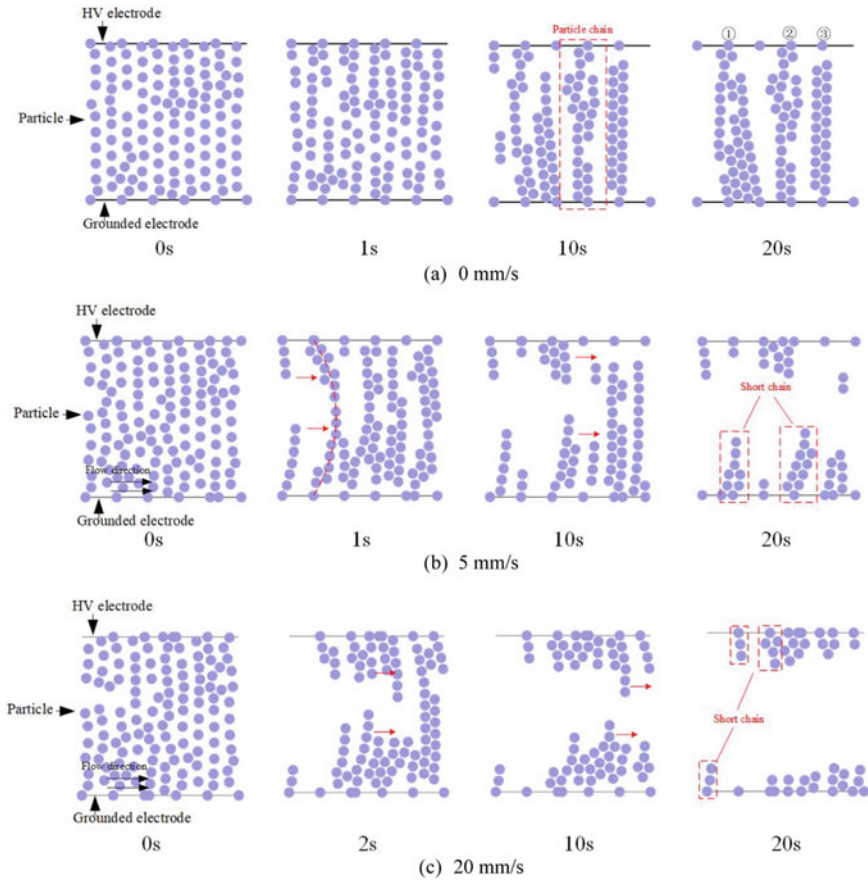 HV electrode
Particle chain
① ② ③
Particle
Grounded electrode
0s 1s 10s 20s
(a) 0 mm/s
HV electrode
Short chain
Particle
Flow direction
Grounded electrode
0s 1s 10s 20s
(b) 5 mm/s
HV electrode
Particle
Short chain
Flow direction
Grounded electrode
0s 2s 10s 20s
(c) 20 mm/s